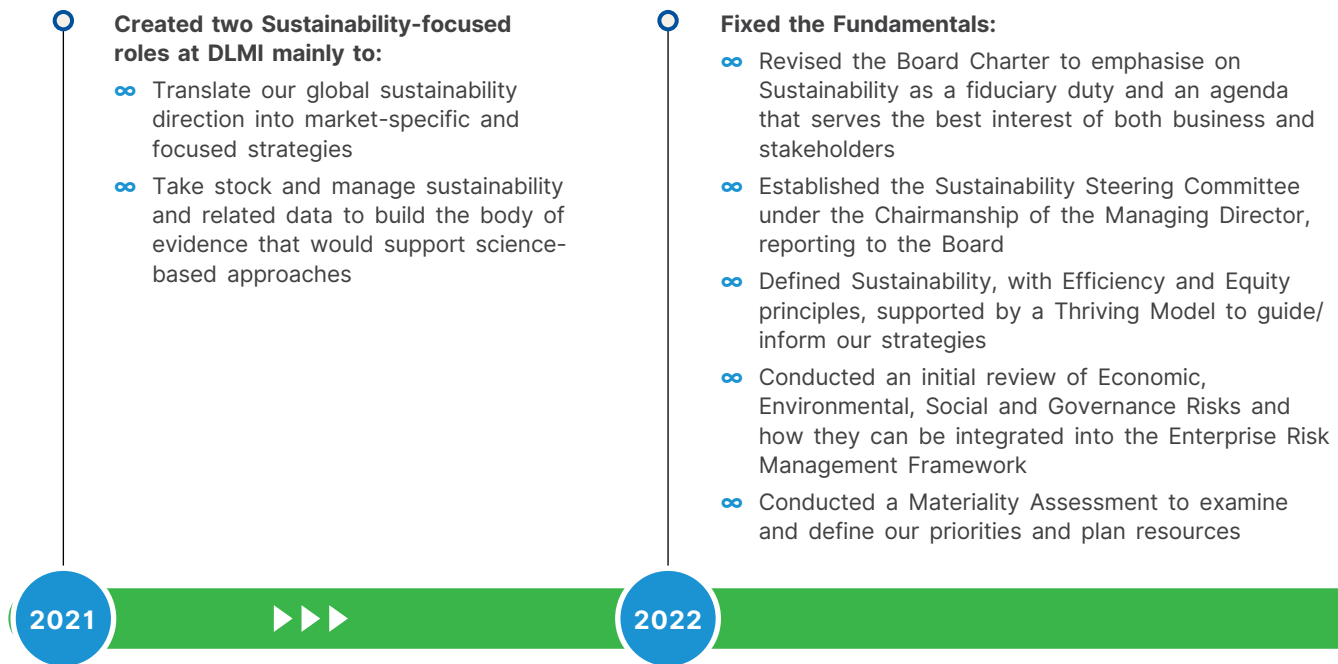 Created two Sustainability-focused
roles at DLMI mainly to:
∞ Translate our global sustainability
direction into market-specific and
focused strategies
∞ Take stock and manage sustainability
and related data to build the body of
evidence that would support science-
based approaches
Fixed the Fundamentals:
∞ Revised the Board Charter to emphasise on
Sustainability as a fiduciary duty and an agenda
that serves the best interest of both business and
stakeholders
∞ Established the Sustainability Steering Committee
under the Chairmanship of the Managing Director,
reporting to the Board
∞ Defined Sustainability, with Efficiency and Equity
principles, supported by a Thriving Model to guide/
inform our strategies
∞ Conducted an initial review of Economic,
Environmental, Social and Governance Risks and
how they can be integrated into the Enterprise Risk
Management Framework
∞ Conducted a Materiality Assessment to examine
and define our priorities and plan resources
2021
2022